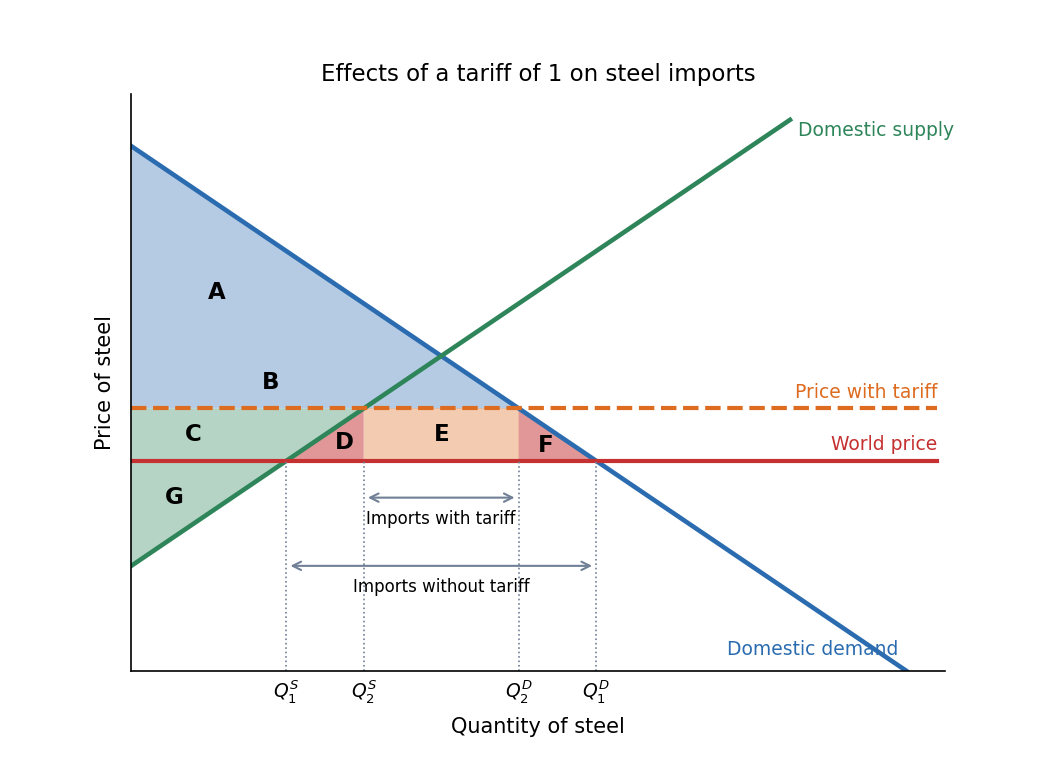 Effects of a tariff of 1 on steel imports
Domestic supply
A
Price with tariff
B
C
D
E
F
World price
G
Imports with tariff
Imports without tariff
Domestic demand
Price of steel
Q₁ˢ Q₂ˢ Q₂ᴰ Q₁ᴰ
Quantity of steel